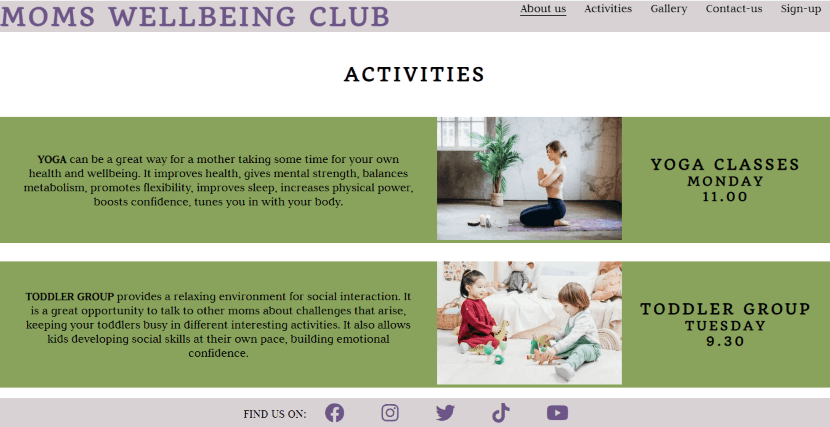 MOMS WELLBEING CLUB
About us Activities Gallery Contact-us Sign-up
ACTIVITIES
YOGA can be a great way for a mother taking some time for your own
health and wellbeing. It improves health, gives mental strength, balances
metabolism, promotes flexibility, improves sleep, increases physical power,
boosts confidence, tunes you in with your body.
YOGA CLASSES
MONDAY
11.00
TODDLER GROUP provides a relaxing environment for social interaction. It
is a great opportunity to talk to other moms about challenges that arise,
keeping your toddlers busy in different interesting activities. It also allows
kids developing social skills at their own pace, building emotional
confidence.
TODDLER GROUP
TUESDAY
9.30
FIND US ON: